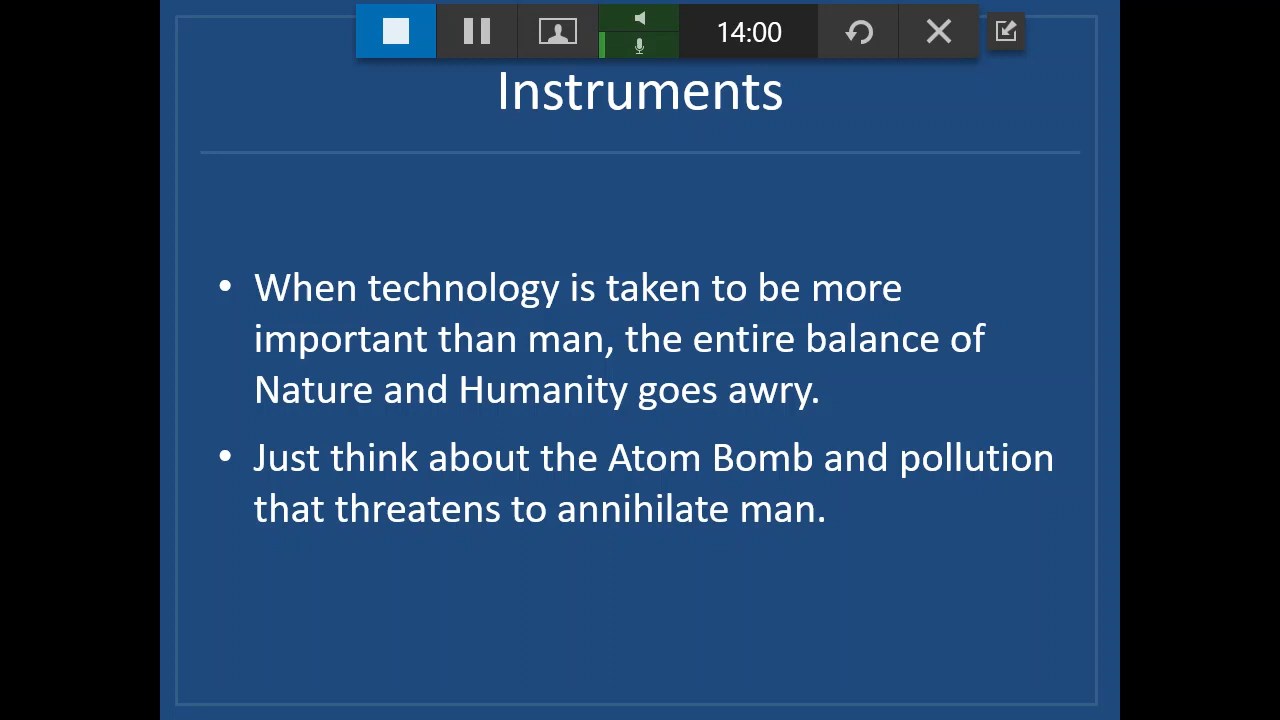 14:00
Instruments
• When technology is taken to be more
important than man, the entire balance of
Nature and Humanity goes awry.
• Just think about the Atom Bomb and pollution
that threatens to annihilate man.